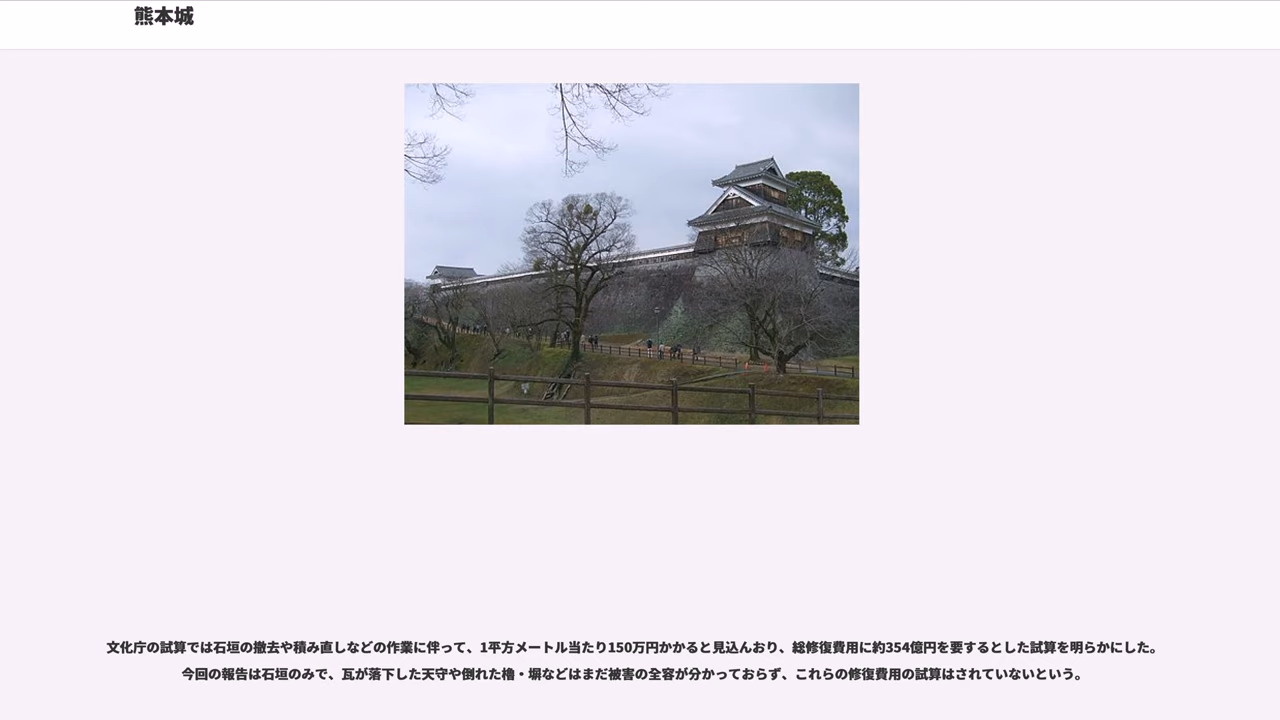 熊本城
文化庁の試算では石垣の撤去や積み直しなどの作業に伴って、1平方メートル当たり150万円かかると見込んおり、総修復費用に約354億円を要するとした試算を明らかにした。
今回の報告は石垣のみで、瓦が落下した天守や倒れた櫓・塀などはまだ被害の全容が分かっておらず、これらの修復費用の試算はされていないという。